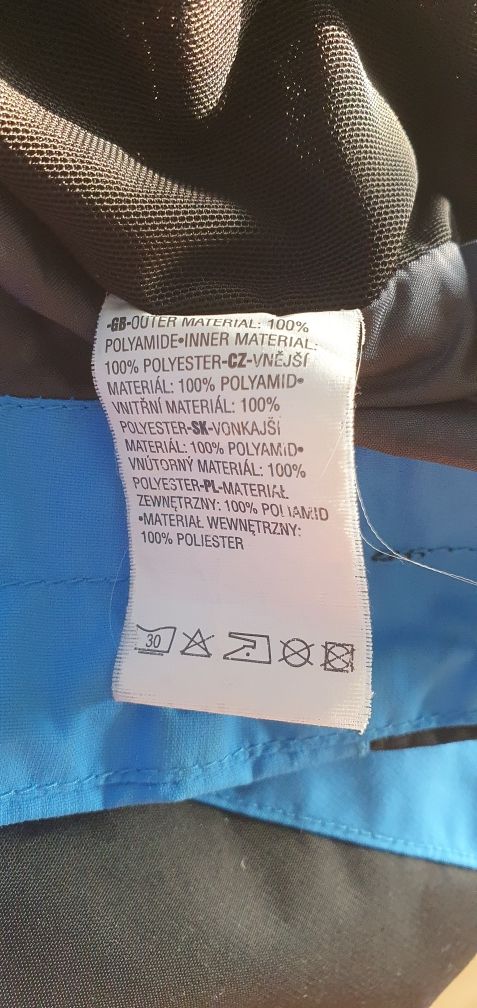 -GB-OUTER MATERIAL: 100%
POLYAMIDE•INNER MATERIAL:
100% POLYESTER-CZ-VNĚJŠÍ
MATERIÁL: 100% POLYAMID•
VNITŘNÍ MATERIÁL: 100%
POLYESTER-SK-VONKAJŠÍ
MATERIÁL: 100% POLYAMID•
VNÚTORNÝ MATERIÁL: 100%
POLYESTER-PL-MATERIAŁ
ZEWNĘTRZNY: 100% POLIAMID
•MATERIAŁ WEWNĘTRZNY:
100% POLIESTER
30